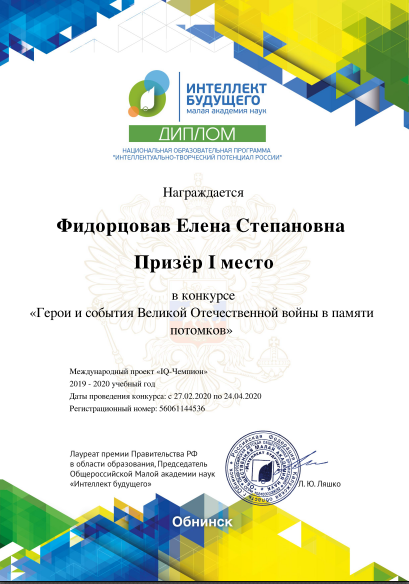 ИНТЕЛЛЕКТ
БУДУЩЕГО
малая академия наук
ДИПЛОМ
НАЦИОНАЛЬНАЯ ОБРАЗОВАТЕЛЬНАЯ ПРОГРАММА
"ИНТЕЛЛЕКТУАЛЬНО-ТВОРЧЕСКИЙ ПОТЕНЦИАЛ РОССИИ"
Награждается
Фидорцовав Елена Степановна
Призёр I место
в конкурсе
«Герои и события Великой Отечественной войны в памяти
потомков»
Международный проект «IQ-Чемпион»
2019 - 2020 учебный год
Даты проведения конкурса: с 27.02.2020 по 24.04.2020
Регистрационный номер: 56061144536
Лауреат премии Правительства РФ
в области образования, Председатель
Общероссийской Малой академии наук
«Интеллект будущего»
Л. Ю. Ляшко
Обнинск